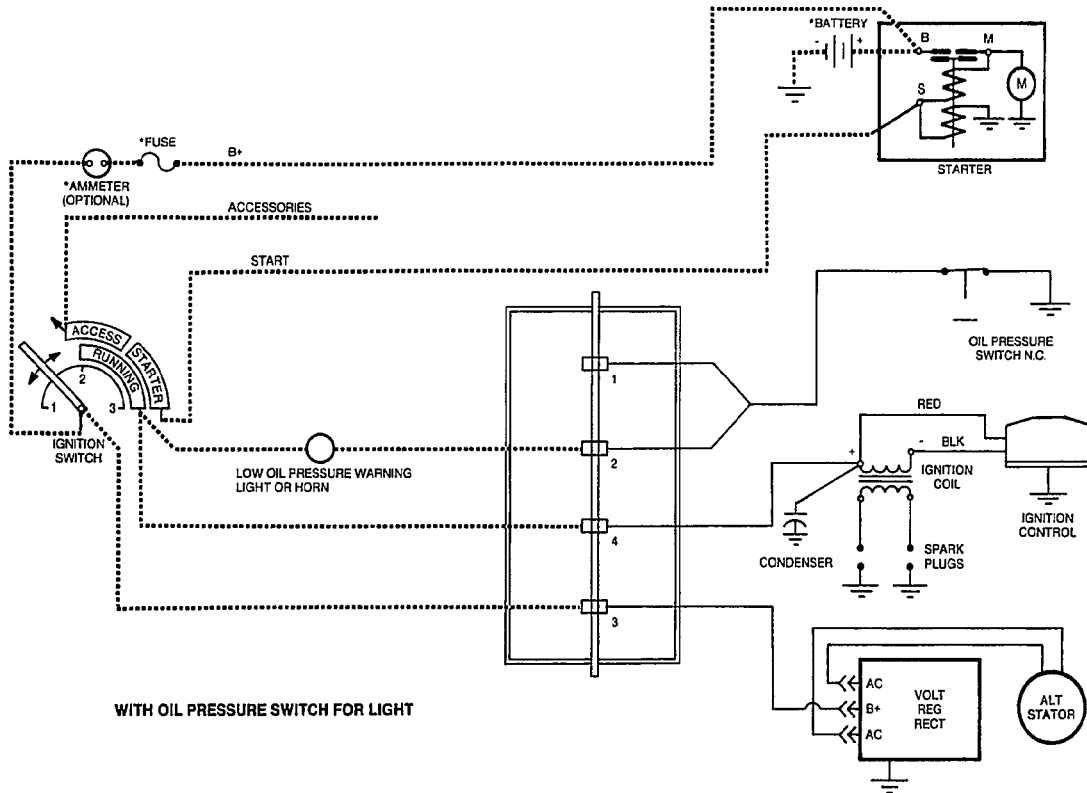 *BATTERY
- +
B
M
S
M
STARTER
*FUSE
B+
*AMMETER
(OPTIONAL)
ACCESSORIES
START
ACCESS
RUNNING
STARTER
1
2
3
IGNITION
SWITCH
LOW OIL PRESSURE WARNING
LIGHT OR HORN
1
2
4
3
OIL PRESSURE
SWITCH N.C.
RED
+
-
BLK
IGNITION
COIL
IGNITION
CONTROL
CONDENSER
SPARK
PLUGS
AC
B+
AC
VOLT
REG
RECT
ALT
STATOR
WITH OIL PRESSURE SWITCH FOR LIGHT